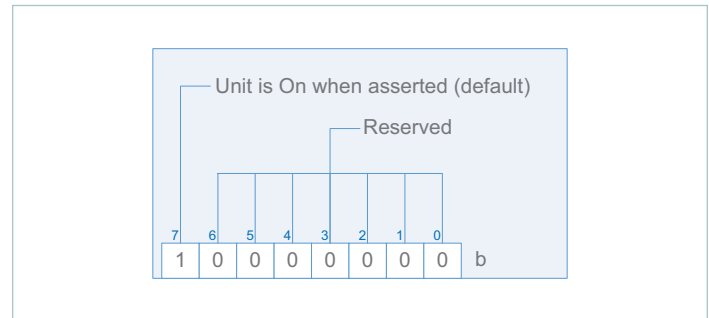 Unit is On when asserted (default)
Reserved
7 6 5 4 3 2 1 0
1 0 0 0 0 0 0 0 b